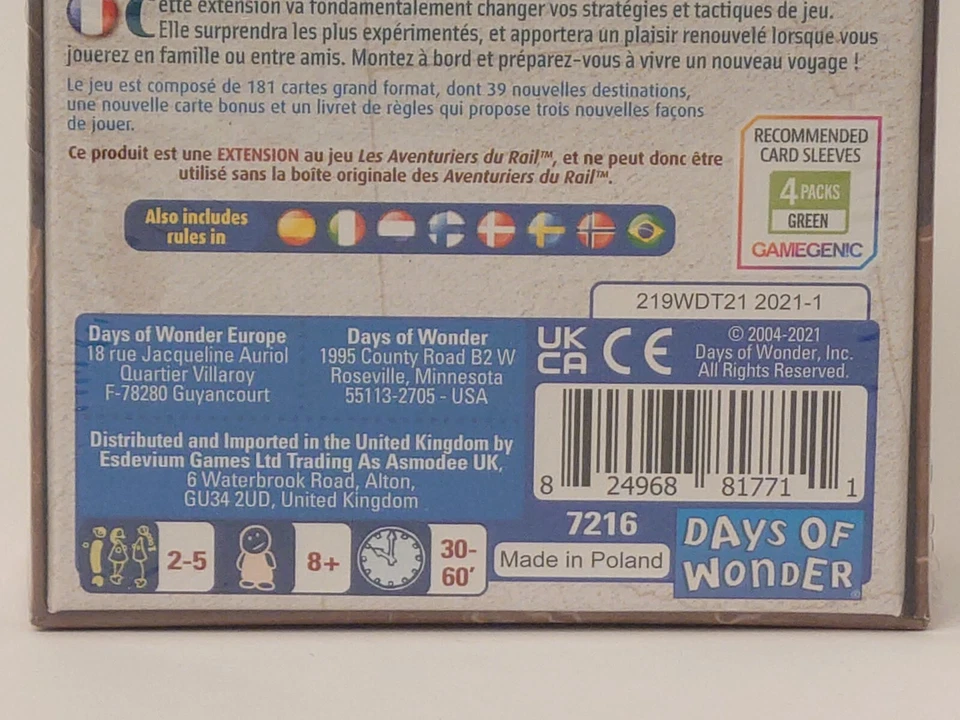 Cette extension va fondamentalement changer vos stratégies et tactiques de jeu.
Elle surprendra les plus expérimentés, et apportera un plaisir renouvelé lorsque vous
jouerez en famille ou entre amis. Montez à bord et préparez-vous à vivre un nouveau voyage !
Le jeu est composé de 181 cartes grand format, dont 39 nouvelles destinations,
une nouvelle carte bonus et un livret de règles qui propose trois nouvelles façons
de jouer.
Ce produit est une EXTENSION au jeu Les Aventuriers du Rail™, et ne peut donc être
utilisé sans la boîte originale des Aventuriers du Rail™.
RECOMMENDED
CARD SLEEVES
4 PACKS
GREEN
GAMEGENIC
Also includes
rules in
219WDT21 2021-1
Days of Wonder Europe
18 rue Jacqueline Auriol
Quartier Villaroy
F-78280 Guyancourt
Days of Wonder
1995 County Road B2 W
Roseville, Minnesota
55113-2705 - USA
UK
CA
CE
© 2004-2021
Days of Wonder, Inc.
All Rights Reserved.
Distributed and Imported in the United Kingdom by
Esdevium Games Ltd Trading As Asmodee UK,
6 Waterbrook Road, Alton,
GU34 2UD, United Kingdom
8 24968 81771 1
2-5
8+
30-
60'
7216
Made in Poland
DAYS OF
WONDER®